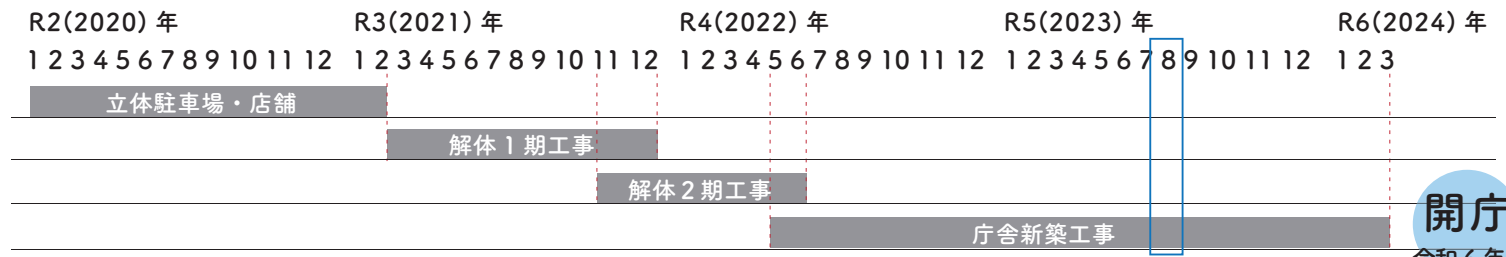 R2(2020) 年 R3(2021) 年 R4(2022) 年 R5(2023) 年 R6(2024) 年
1 2 3 4 5 6 7 8 9 10 11 12 1 2 3 4 5 6 7 8 9 10 11 12 1 2 3 4 5 6 7 8 9 10 11 12 1 2 3 4 5 6 7 8 9 10 11 12 1 2 3
立体駐車場・店舗
解体 1 期工事
解体 2 期工事
庁舎新築工事
開庁
令和 6 年